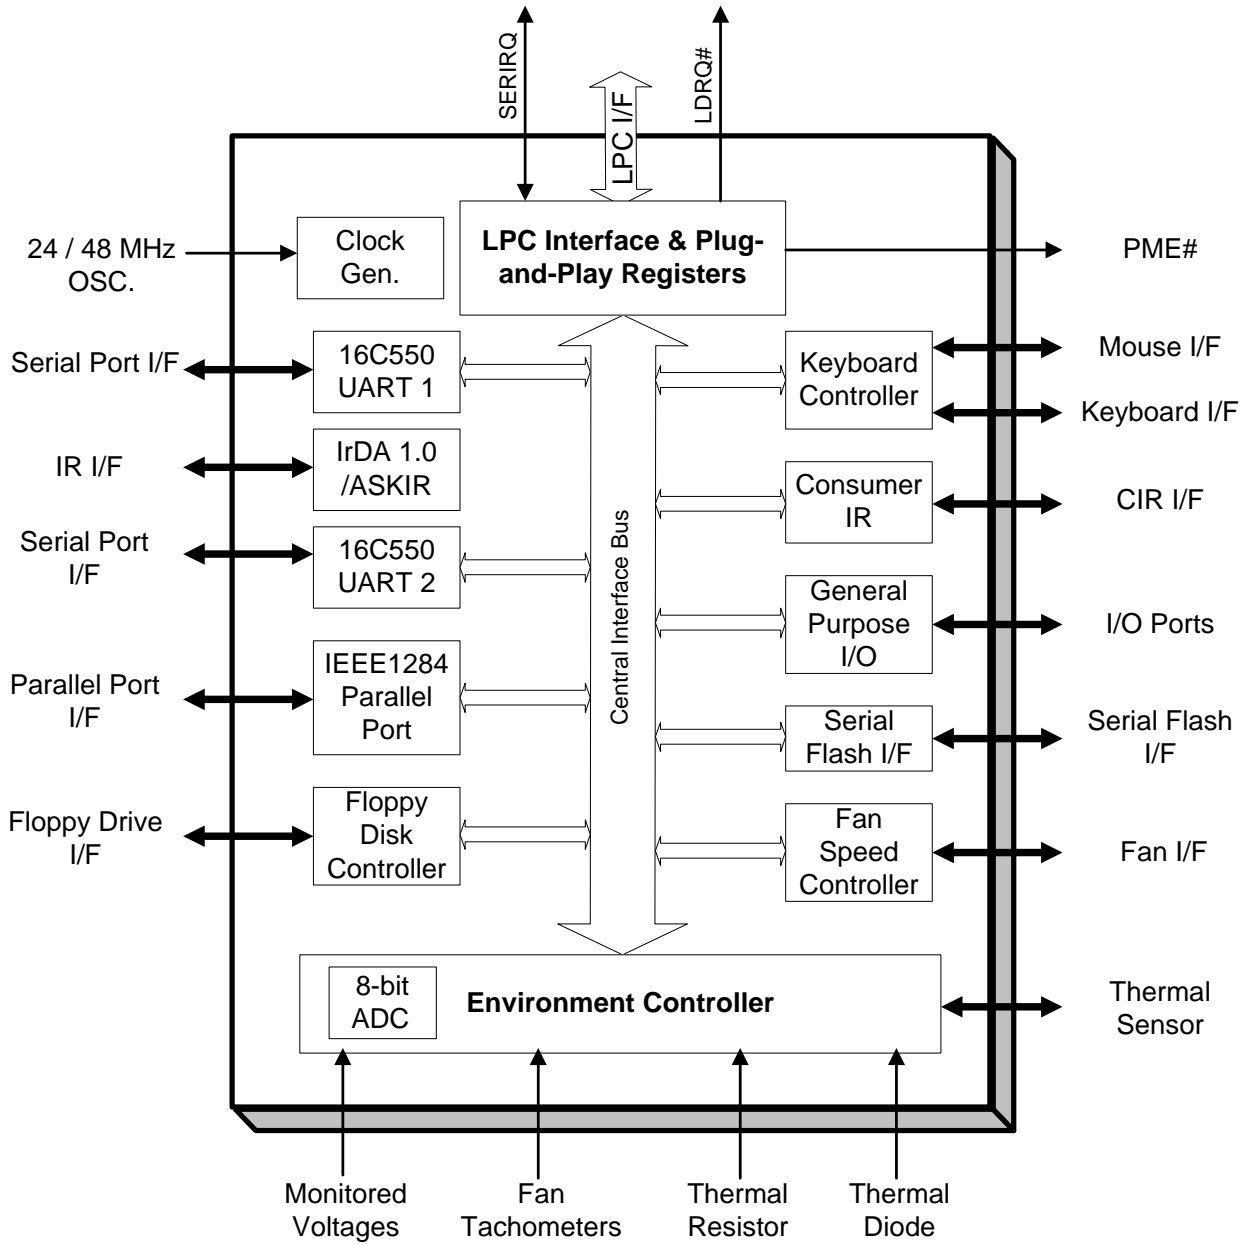 SERIRQ
LPC I/F
LDRQ#
24 / 48 MHz
OSC.
Clock
Gen.
LPC Interface & Plug-
and-Play Registers
PME#
Serial Port I/F
16C550
UART 1
Keyboard
Controller
Mouse I/F
Keyboard I/F
IR I/F
IrDA 1.0
/ASKIR
Consumer
IR
CIR I/F
Serial Port
I/F
16C550
UART 2
Central Interface Bus
General
Purpose
I/O
I/O Ports
Parallel Port
I/F
IEEE1284
Parallel
Port
Serial
Flash I/F
Serial Flash
I/F
Floppy Drive
I/F
Floppy
Disk
Controller
Fan
Speed
Controller
Fan I/F
8-bit
ADC
Environment Controller
Thermal
Sensor
Monitored
Voltages
Fan
Tachometers
Thermal
Resistor
Thermal
Diode